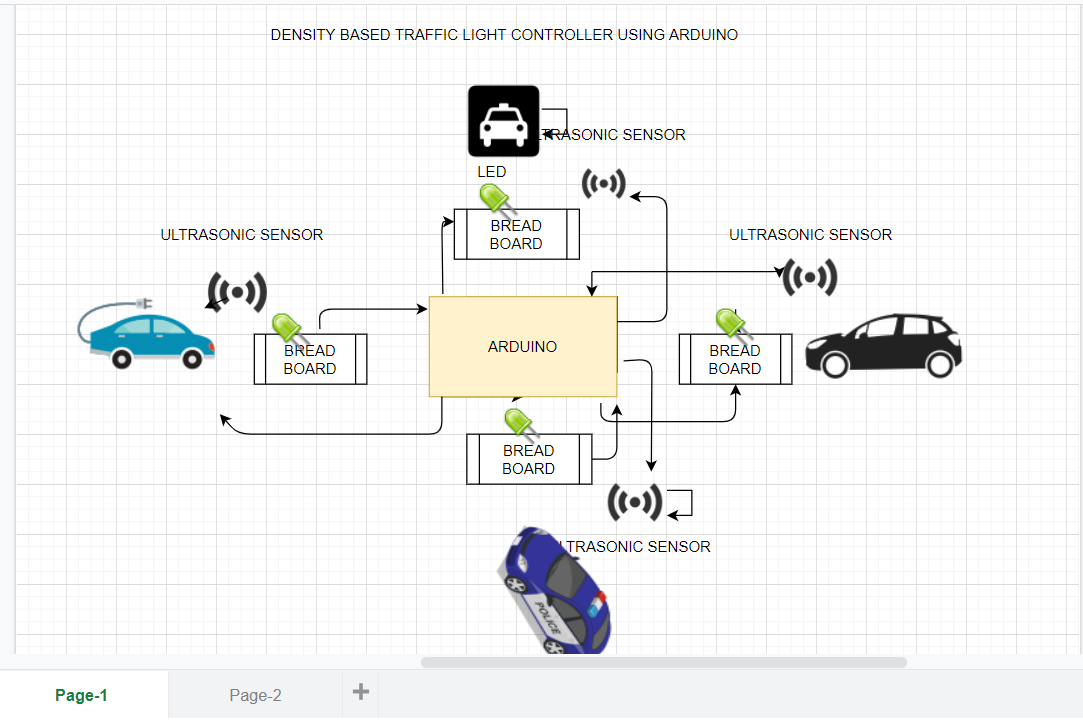 DENSITY BASED TRAFFIC LIGHT CONTROLLER USING ARDUINO
TRASONIC SENSOR
LED
BREAD
BOARD
ULTRASONIC SENSOR
ULTRASONIC SENSOR
BREAD
BOARD
ARDUINO
BREAD
BOARD
BREAD
BOARD
LTRASONIC SENSOR
POLICE
Page-1
Page-2